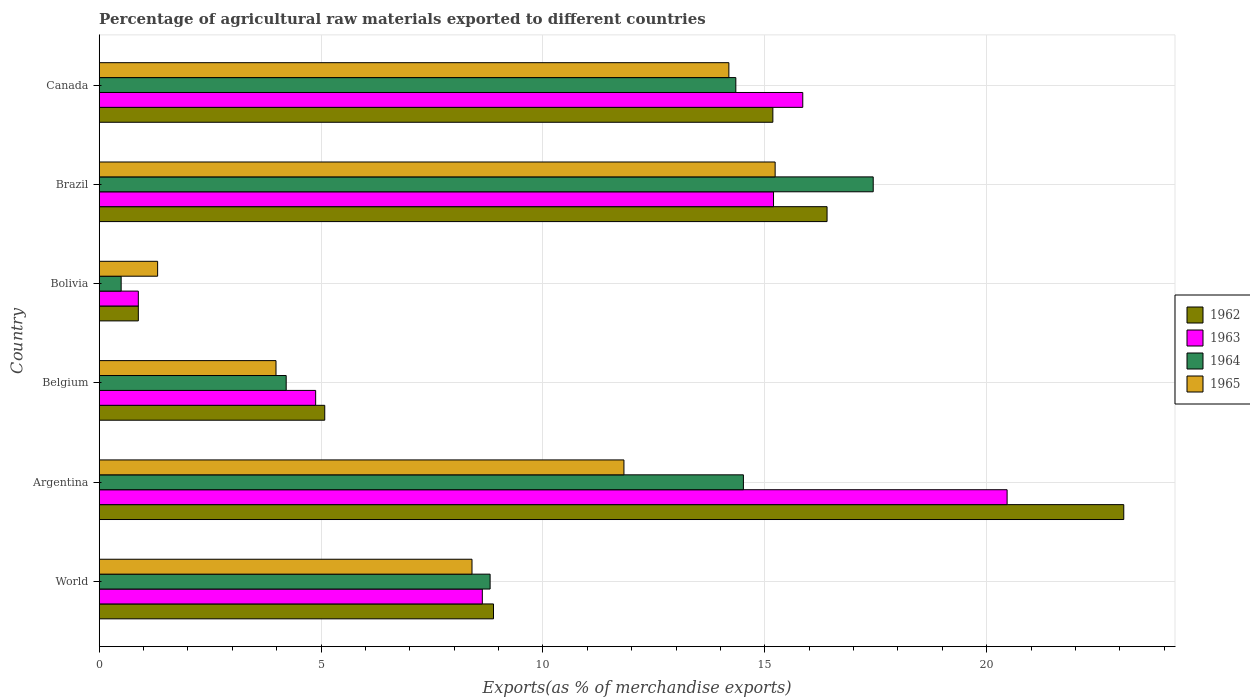 Percentage of agricultural raw materials exported to different countries
Canada
Brazil
Bolivia
Belgium
Argentina
World
Country
0
5
10
15
20
Exports(as % of merchandise exports)
1962
1963
1964
1965